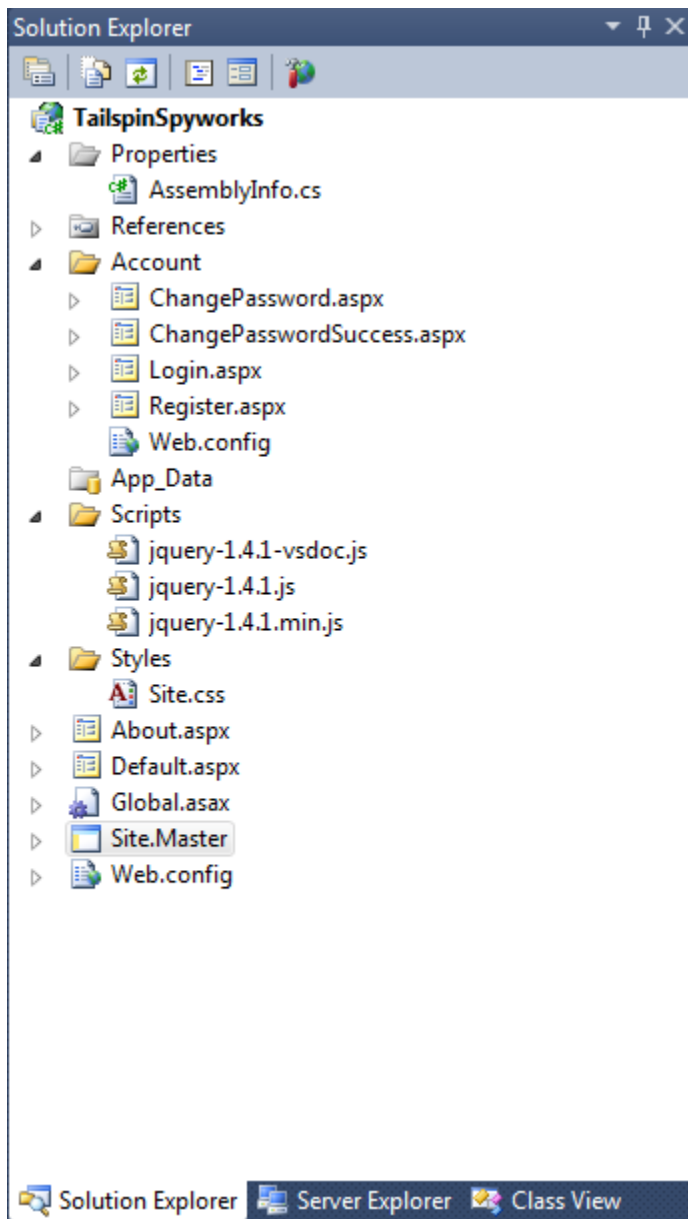 Solution Explorer
TailspinSpyworks
Properties
AssemblyInfo.cs
References
Account
ChangePassword.aspx
ChangePasswordSuccess.aspx
Login.aspx
Register.aspx
Web.config
App_Data
Scripts
jquery-1.4.1-vsdoc.js
jquery-1.4.1.js
jquery-1.4.1.min.js
Styles
Site.css
About.aspx
Default.aspx
Global.asax
Site.Master
Web.config
Solution Explorer Server Explorer Class View